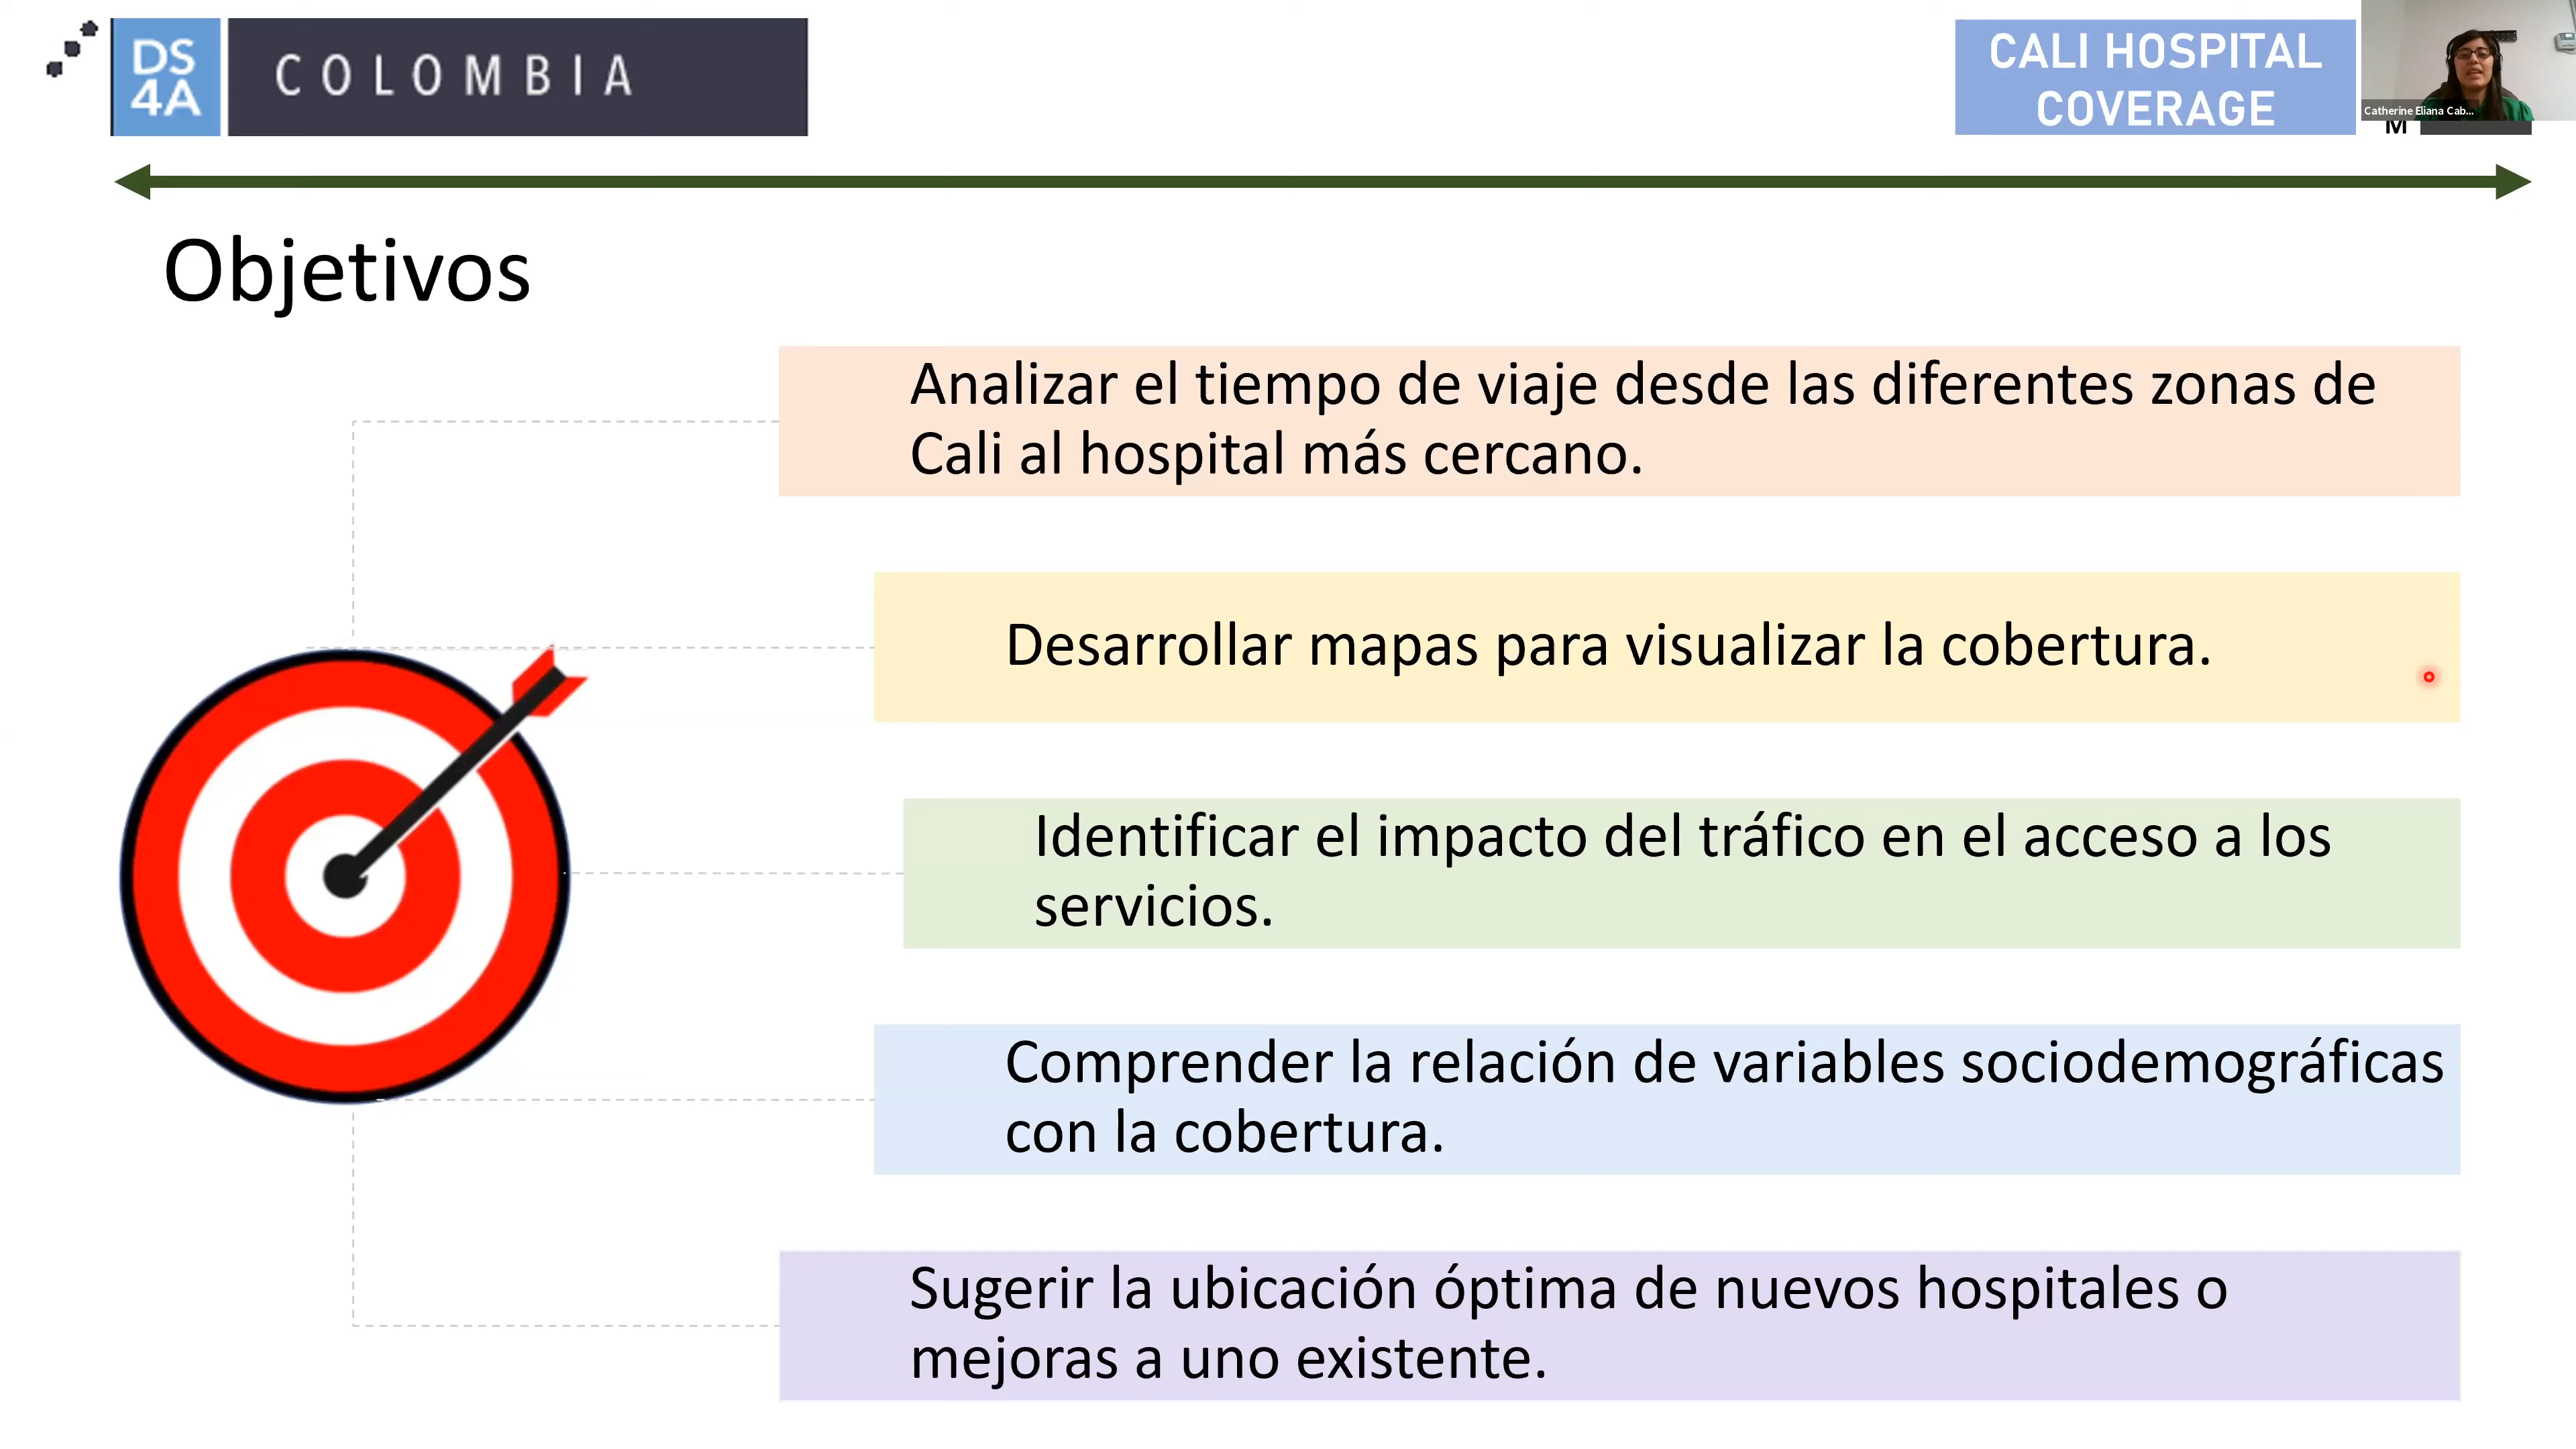 DS
4A
COLOMBIA
CALI HOSPITAL
COVERAGE
Catherine Eliana Cab...
M
Objetivos
Analizar el tiempo de viaje desde las diferentes zonas de
Cali al hospital más cercano.
Desarrollar mapas para visualizar la cobertura.
Identificar el impacto del tráfico en el acceso a los
servicios.
Comprender la relación de variables sociodemográficas
con la cobertura.
Sugerir la ubicación óptima de nuevos hospitales o
mejoras a uno existente.